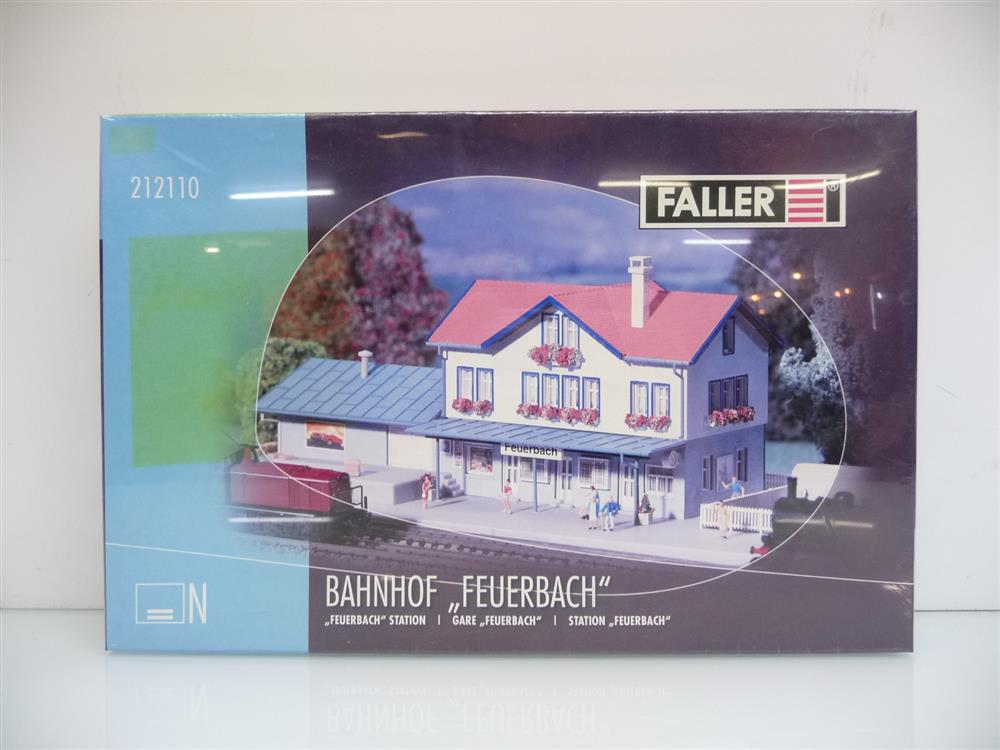 212110
FALLER ®
Feuerbach
N
BAHNHOF „FEUERBACH“
„FEUERBACH“ STATION | GARE „FEUERBACH“ | STATION „FEUERBACH“